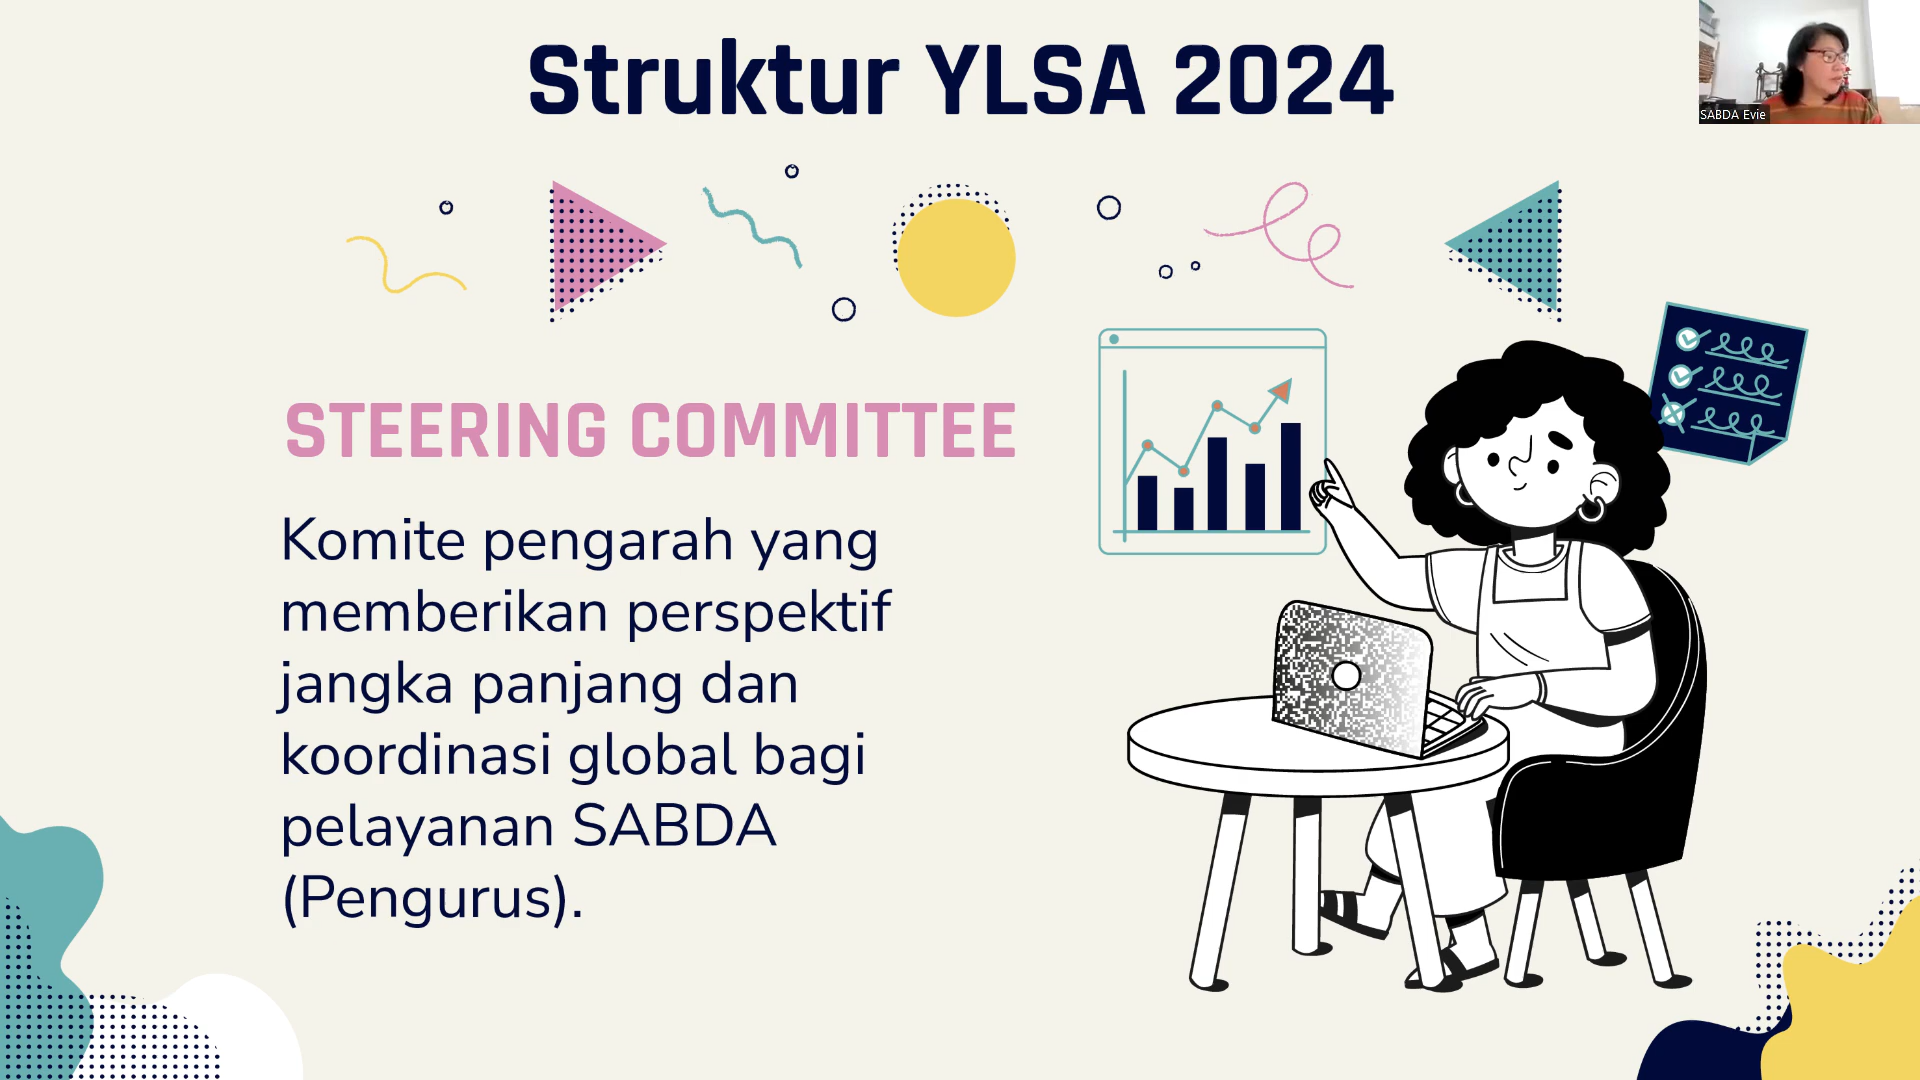 Struktur YLSA 2024
SABDA Evie
STEERING COMMITTEE
Komite pengarah yang
memberikan perspektif
jangka panjang dan
koordinasi global bagi
pelayanan SABDA
(Pengurus).